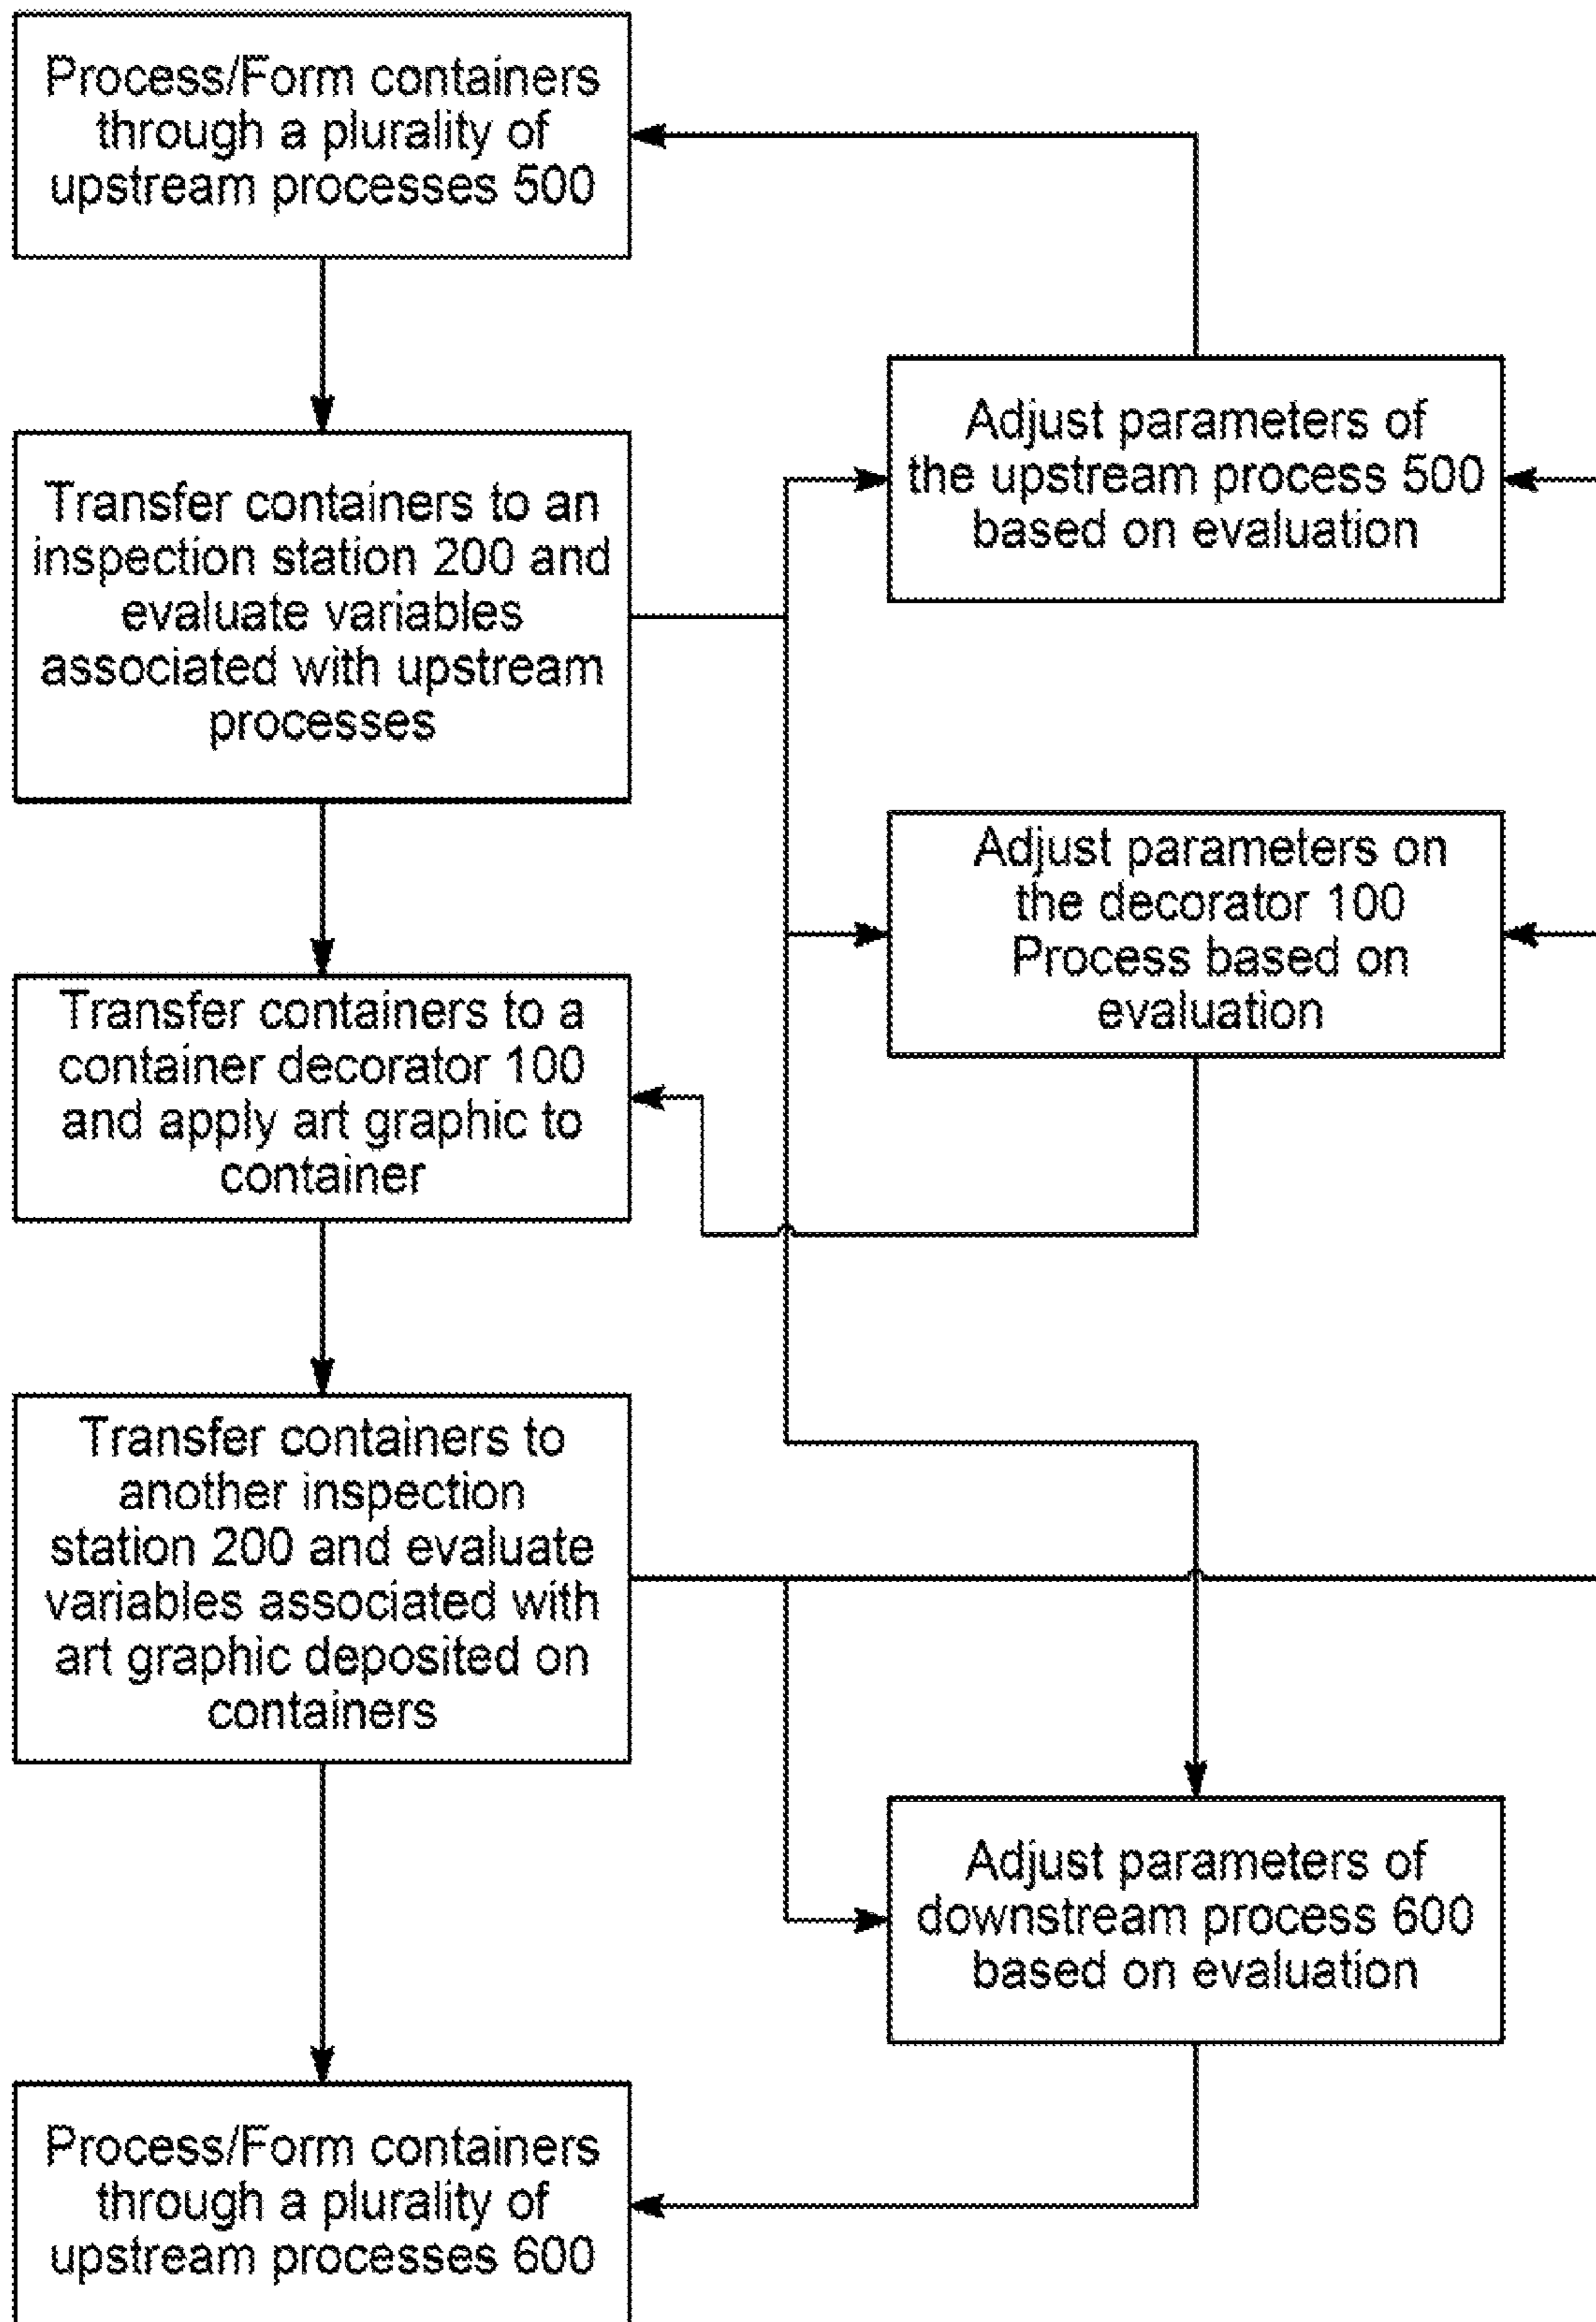 Process/Form containers
through a plurality of
upstream processes 500
Transfer containers to an
inspection station 200 and
evaluate variables
associated with upstream
processes
Adjust parameters of
the upstream process 500
based on evaluation
Adjust parameters on
the decorator 100
Process based on
evaluation
Transfer containers to a
container decorator 100
and apply art graphic to
container
Transfer containers to
another inspection
station 200 and evaluate
variables associated with
art graphic deposited on
containers
Adjust parameters of
downstream process 600
based on evaluation
Process/Form containers
through a plurality of
upstream processes 600